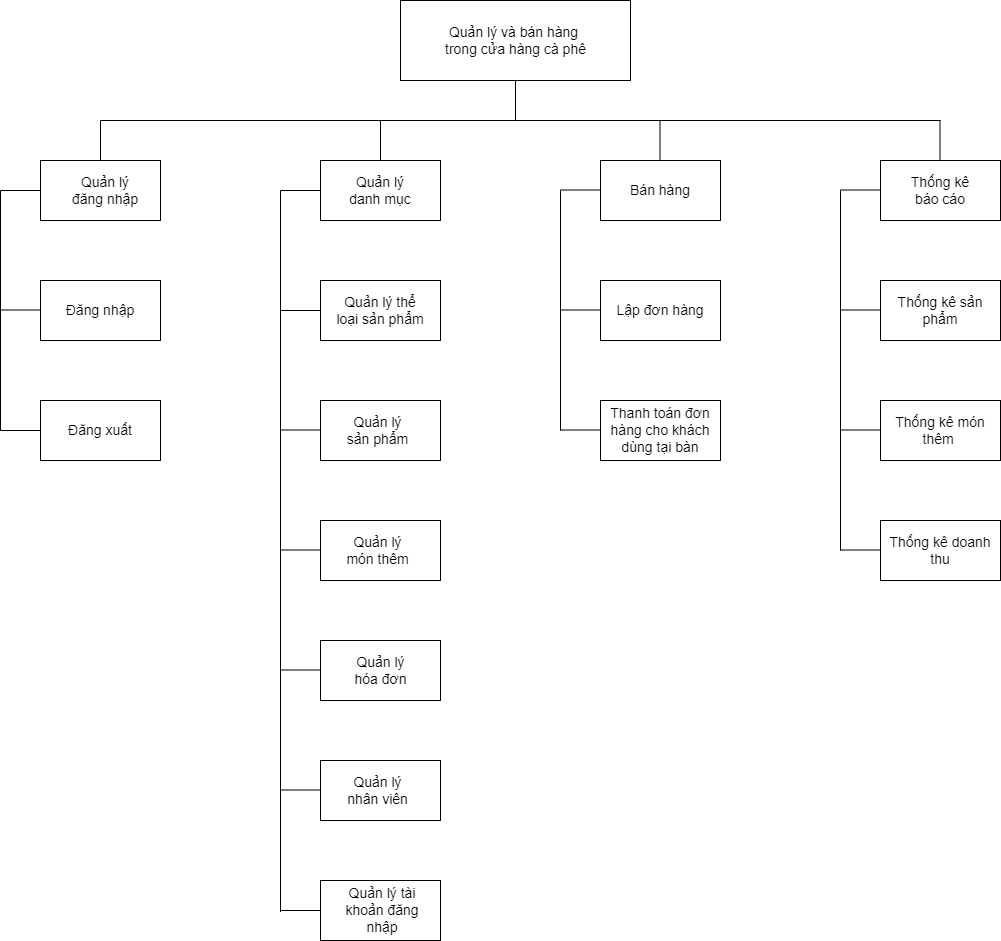 Quản lý và bán hàng
trong cửa hàng cà phê
Quản lý
đăng nhập
Đăng nhập
Đăng xuất
Quản lý
danh mục
Quản lý thể
loại sản phẩm
Quản lý
sản phẩm
Quản lý
món thêm
Quản lý
hóa đơn
Quản lý
nhân viên
Quản lý tài
khoản đăng
nhập
Bán hàng
Lập đơn hàng
Thanh toán đơn
hàng cho khách
dùng tại bàn
Thống kê
báo cáo
Thống kê sản
phẩm
Thống kê món
thêm
Thống kê doanh
thu